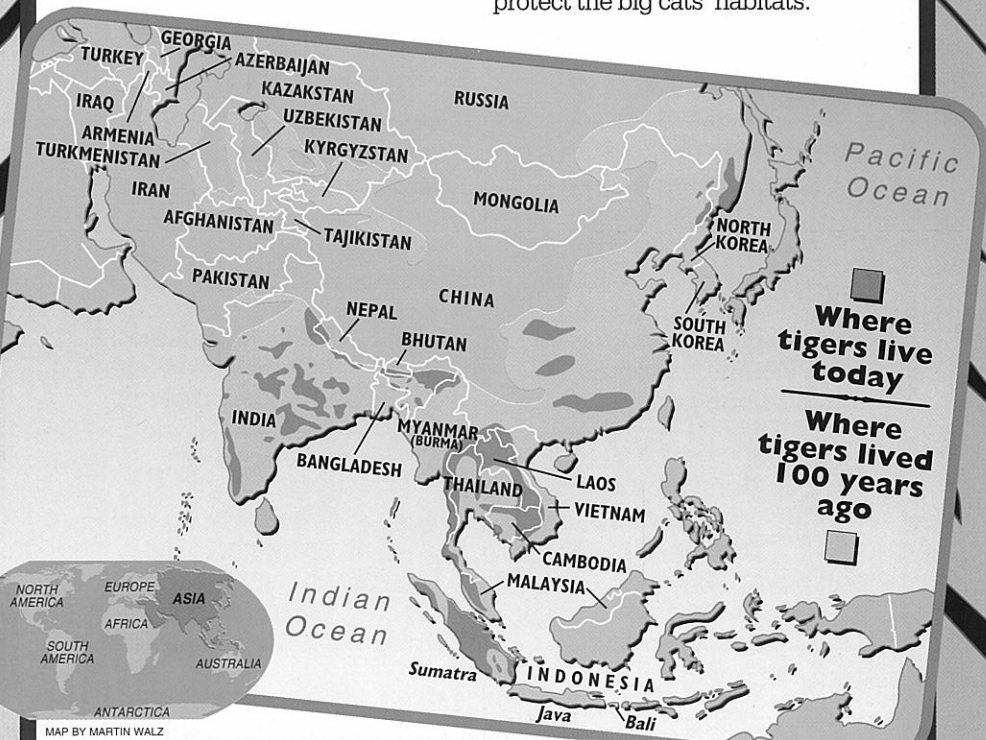 protect the big cats' habitats.
GEORGIA
TURKEY
AZERBAIJAN
KAZAKSTAN
RUSSIA
IRAQ
UZBEKISTAN
ARMENIA
TURKMENISTAN
KYRGYZSTAN
Pacific
Ocean
IRAN
MONGOLIA
AFGHANISTAN
TAJIKISTAN
NORTH
KOREA
PAKISTAN
CHINA
NEPAL
SOUTH
KOREA
BHUTAN
Where
tigers live
today
INDIA
MYANMAR
(BURMA)
BANGLADESH
Where
tigers lived
100 years
ago
LAOS
THAILAND
VIETNAM
CAMBODIA
MALAYSIA
Indian
Ocean
Sumatra
INDONESIA
Java
Bali
NORTH
AMERICA
EUROPE
ASIA
AFRICA
SOUTH
AMERICA
AUSTRALIA
ANTARCTICA
MAP BY MARTIN WALZ